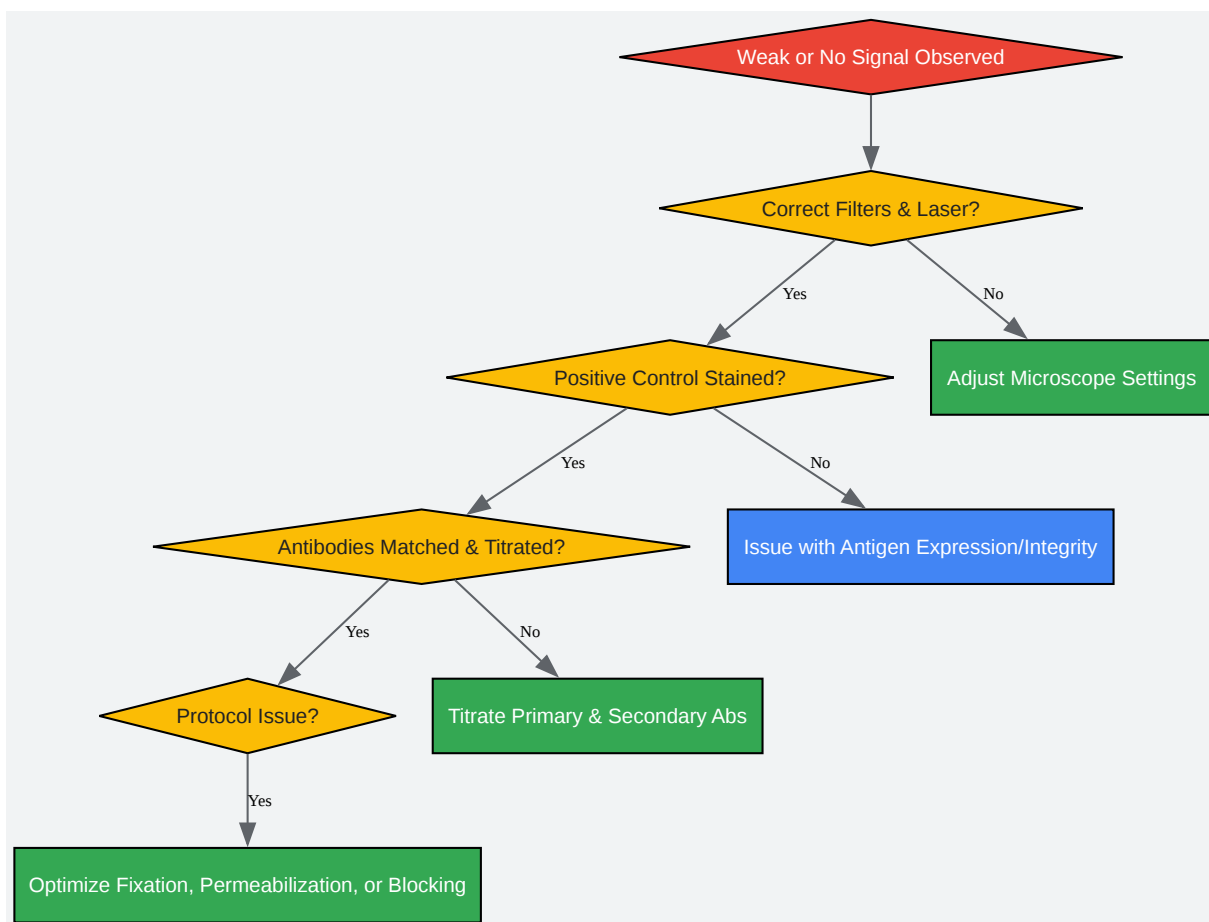 Weak or No Signal Observed
Correct Filters & Laser?
Yes
No
Positive Control Stained?
Adjust Microscope Settings
Yes
No
Antibodies Matched & Titrated?
Issue with Antigen Expression/Integrity
Yes
No
Protocol Issue?
Titrate Primary & Secondary Abs
Yes
Optimize Fixation, Permeabilization, or Blocking